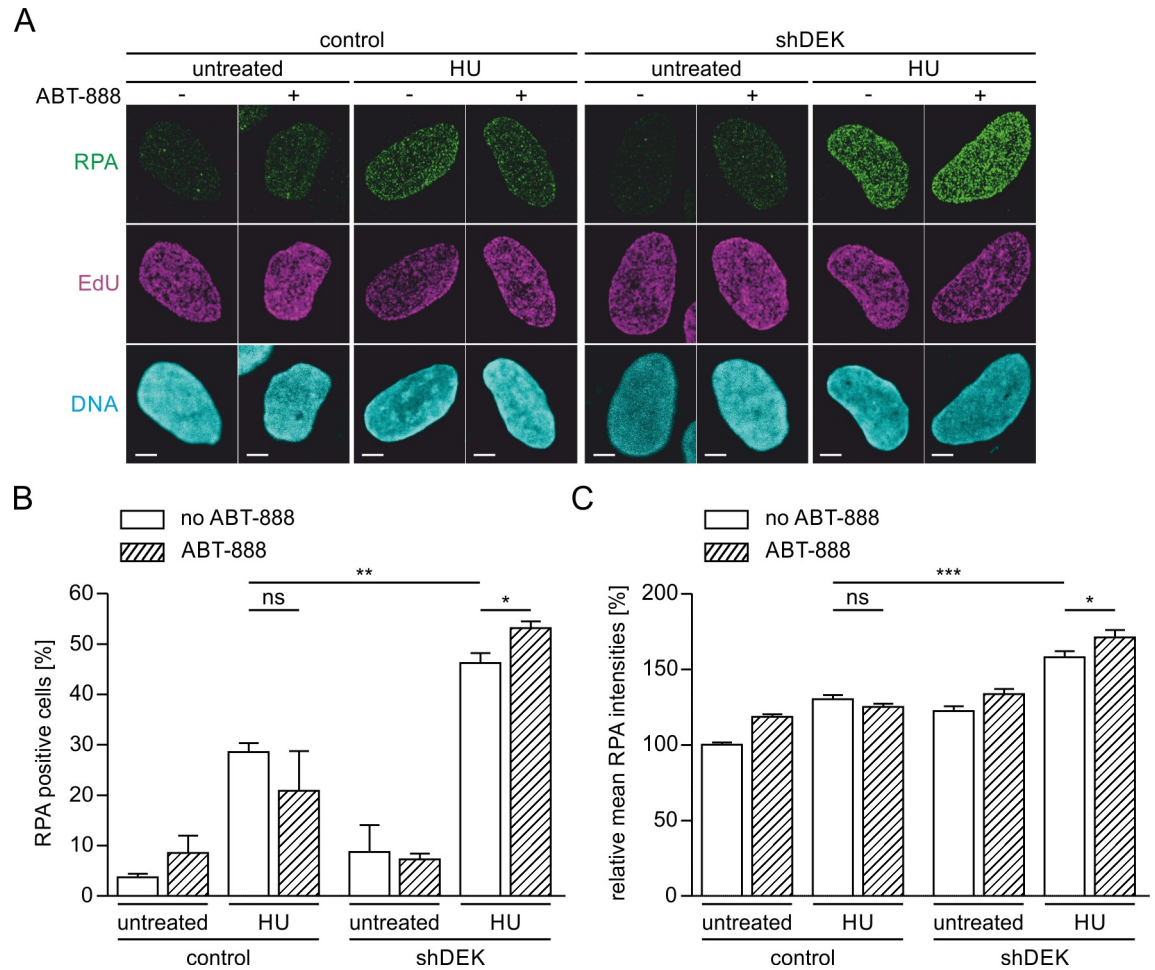 A
control shDEK
untreated HU untreated HU
ABT-888 - + - + - + - +
RPA
EdU
DNA
B
no ABT-888
ABT-888
RPA positive cells [%]
60
50
40
30
20
10
0
**
ns
*
untreated HU untreated HU
control shDEK
C
no ABT-888
ABT-888
relative mean RPA intensities [%]
200
150
100
50
0
***
ns
*
untreated HU untreated HU
control shDEK